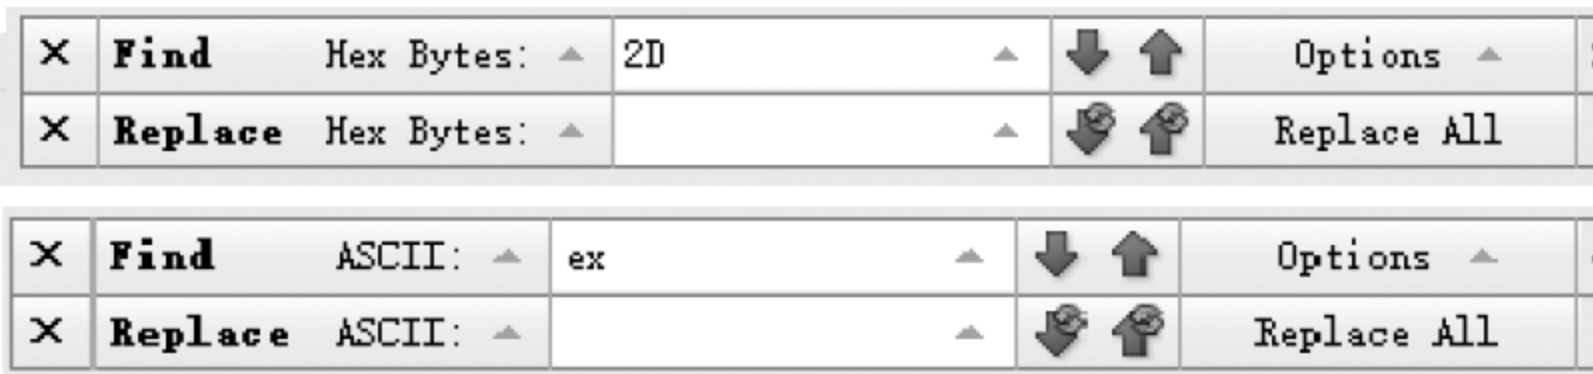 × Find Hex Bytes: 2D Options
× Replace Hex Bytes: Replace All
× Find ASCII: ex Options
× Replace ASCII: Replace All